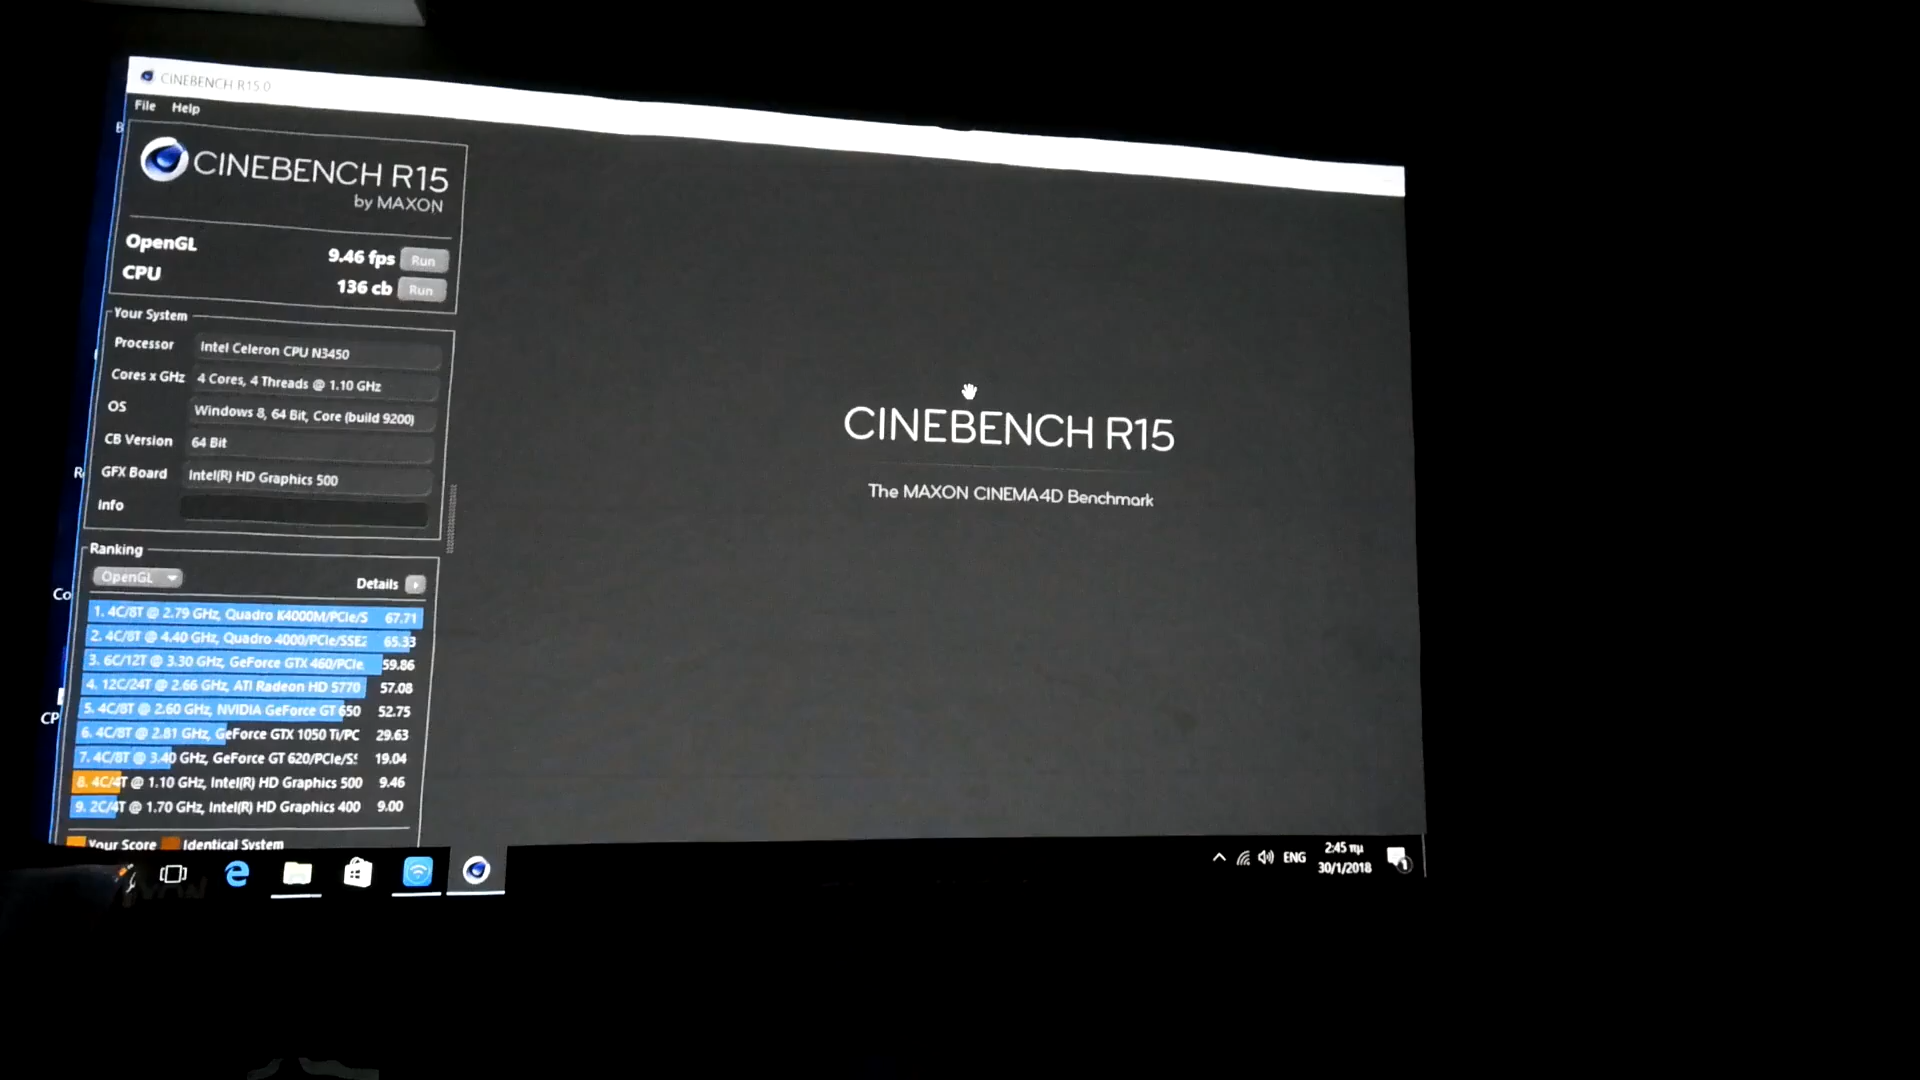 CINEBENCH R15.0
File Help
CINEBENCH R15
by MAXON
OpenGL 9.46 fps Run
CPU 136 cb Run
Your System
Processor Intel Celeron CPU N3450
Cores x GHz 4 Cores, 4 Threads @ 1.10 GHz
OS Windows 8, 64 Bit, Core (build 9200)
CB Version 64 Bit
GFX Board Intel(R) HD Graphics 500
Info
Ranking
OpenGL Details
1. 4C/8T @ 2.79 GHz, Quadro K4000M/PCIe/S 67.71
2. 4C/8T @ 4.40 GHz, Quadro 4000/PCIe/SSE2 65.33
3. 6C/12T @ 3.30 GHz, GeForce GTX 460/PCIe 59.86
4. 12C/24T @ 2.66 GHz, ATI Radeon HD 5770 57.08
5. 4C/8T @ 2.60 GHz, NVIDIA GeForce GT 650 52.75
6. 4C/8T @ 2.81 GHz, GeForce GTX 1050 Ti/PC 29.63
7. 4C/8T @ 3.40 GHz, GeForce GT 620/PCIe/S 19.04
8. 4C/4T @ 1.10 GHz, Intel(R) HD Graphics 500 9.46
9. 2C/4T @ 1.70 GHz, Intel(R) HD Graphics 400 9.00
Your Score Identical System
CINEBENCH R15
The MAXON CINEMA4D Benchmark
B
R
Co
CP
ENG
2:45 πμ
30/1/2018
1